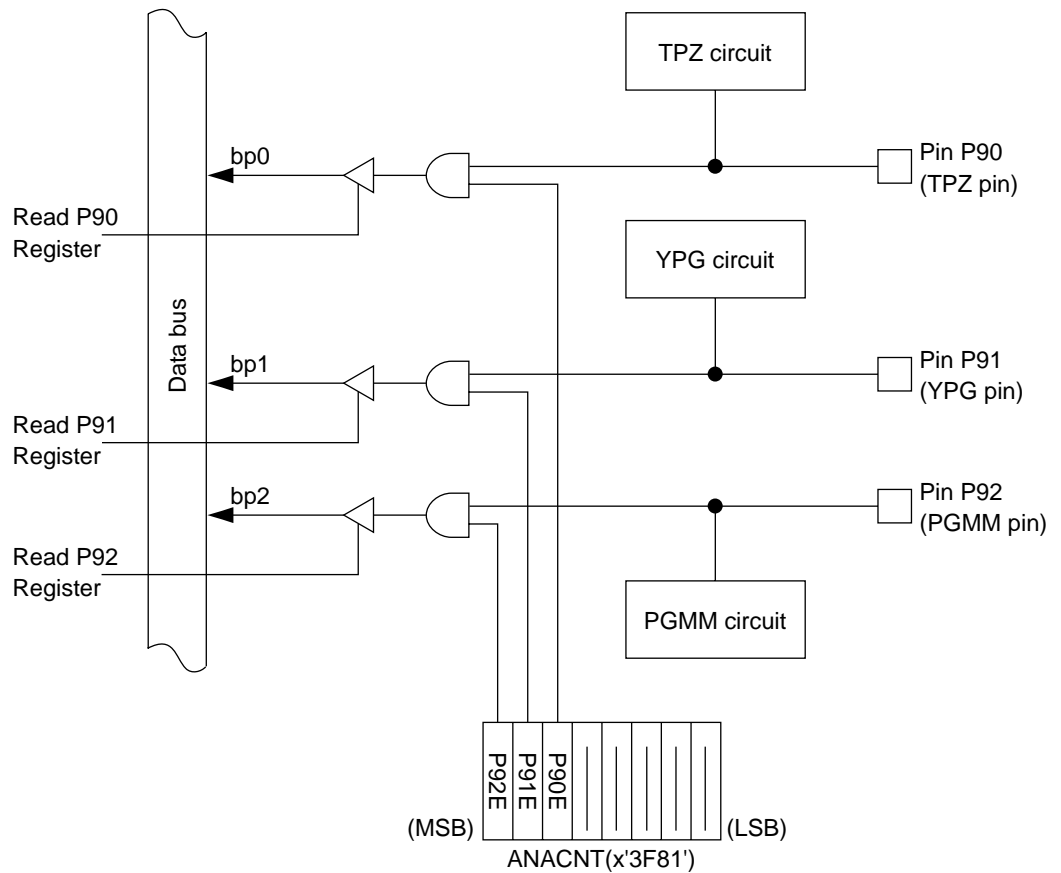 TPZ circuit
bp0
Pin P90
(TPZ pin)
Read P90
Register
YPG circuit
Data bus
bp1
Pin P91
(YPG pin)
Read P91
Register
bp2
Pin P92
(PGMM pin)
Read P92
Register
PGMM circuit
P92E
P91E
P90E
(MSB)
(LSB)
ANACNT(x'3F81')